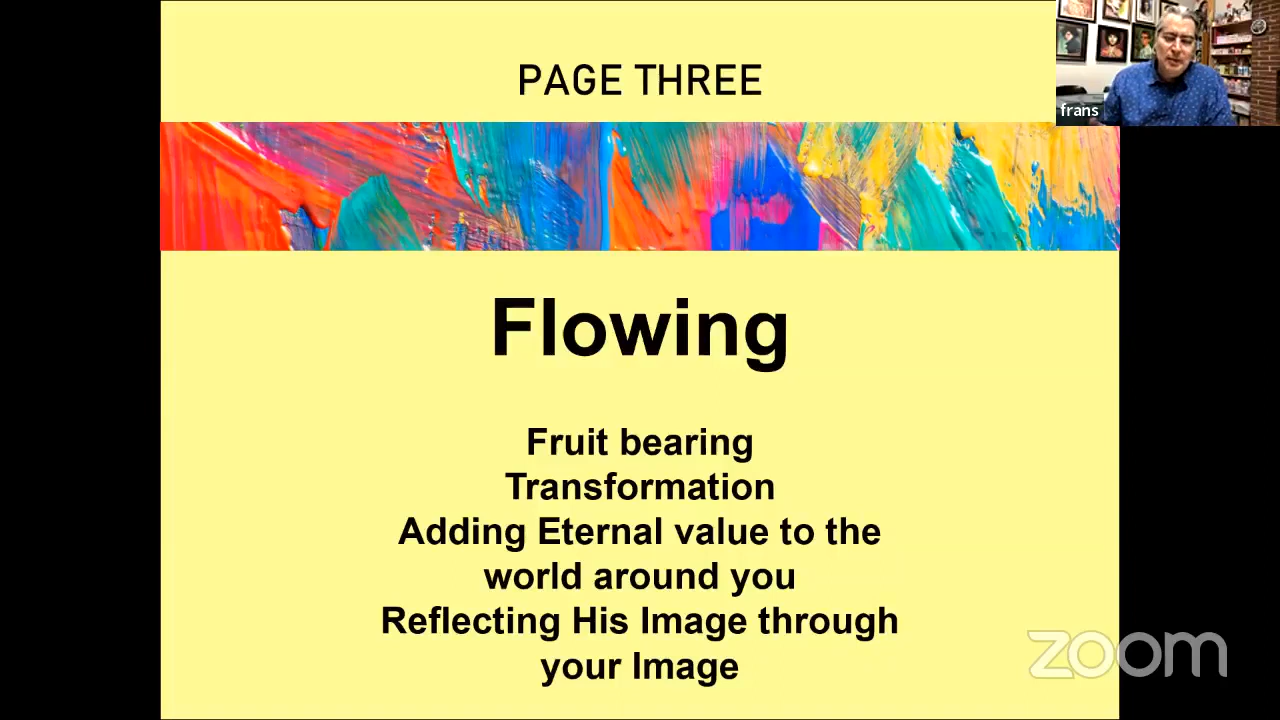 PAGE THREE
frans
Flowing
Fruit bearing
Transformation
Adding Eternal value to the
world around you
Reflecting His Image through
your Image
zoom